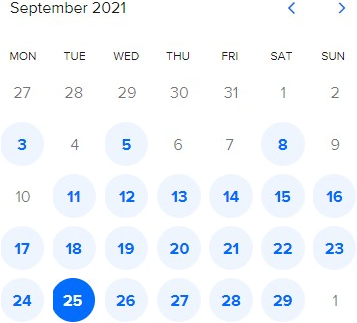 September 2021
MON TUE WED THU FRI SAT SUN
27 28 29 30 31 1 2
3 4 5 6 7 8 9
10 11 12 13 14 15 16
17 18 19 20 21 22 23
24 25 26 27 28 29 1